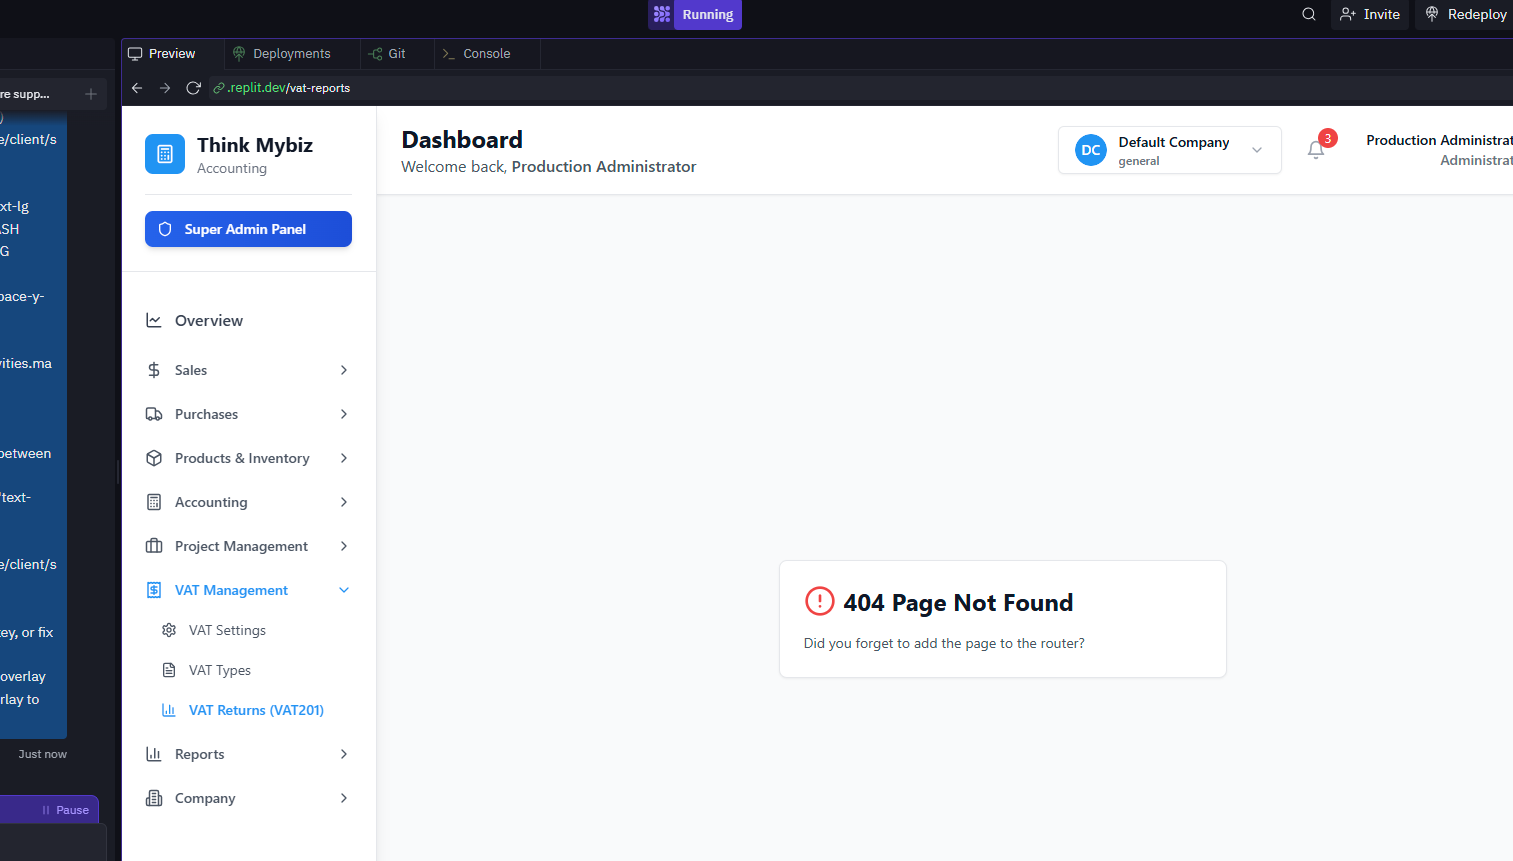 Running
Invite
Redeploy
Preview
Deployments
Git
Console
.replit.dev/vat-reports
re supp...
)
e/client/s
xt-lg
ASH
G
pace-y-
vities.ma
between
"text-
e/client/s
key, or fix
overlay
rlay to
Just now
Pause
Think Mybiz
Accounting
Super Admin Panel
Overview
Sales
Purchases
Products & Inventory
Accounting
Project Management
VAT Management
VAT Settings
VAT Types
VAT Returns (VAT201)
Reports
Company
Dashboard
Welcome back, Production Administrator
DC
Default Company
general
3
Production Administrat
Administrat
404 Page Not Found
Did you forget to add the page to the router?